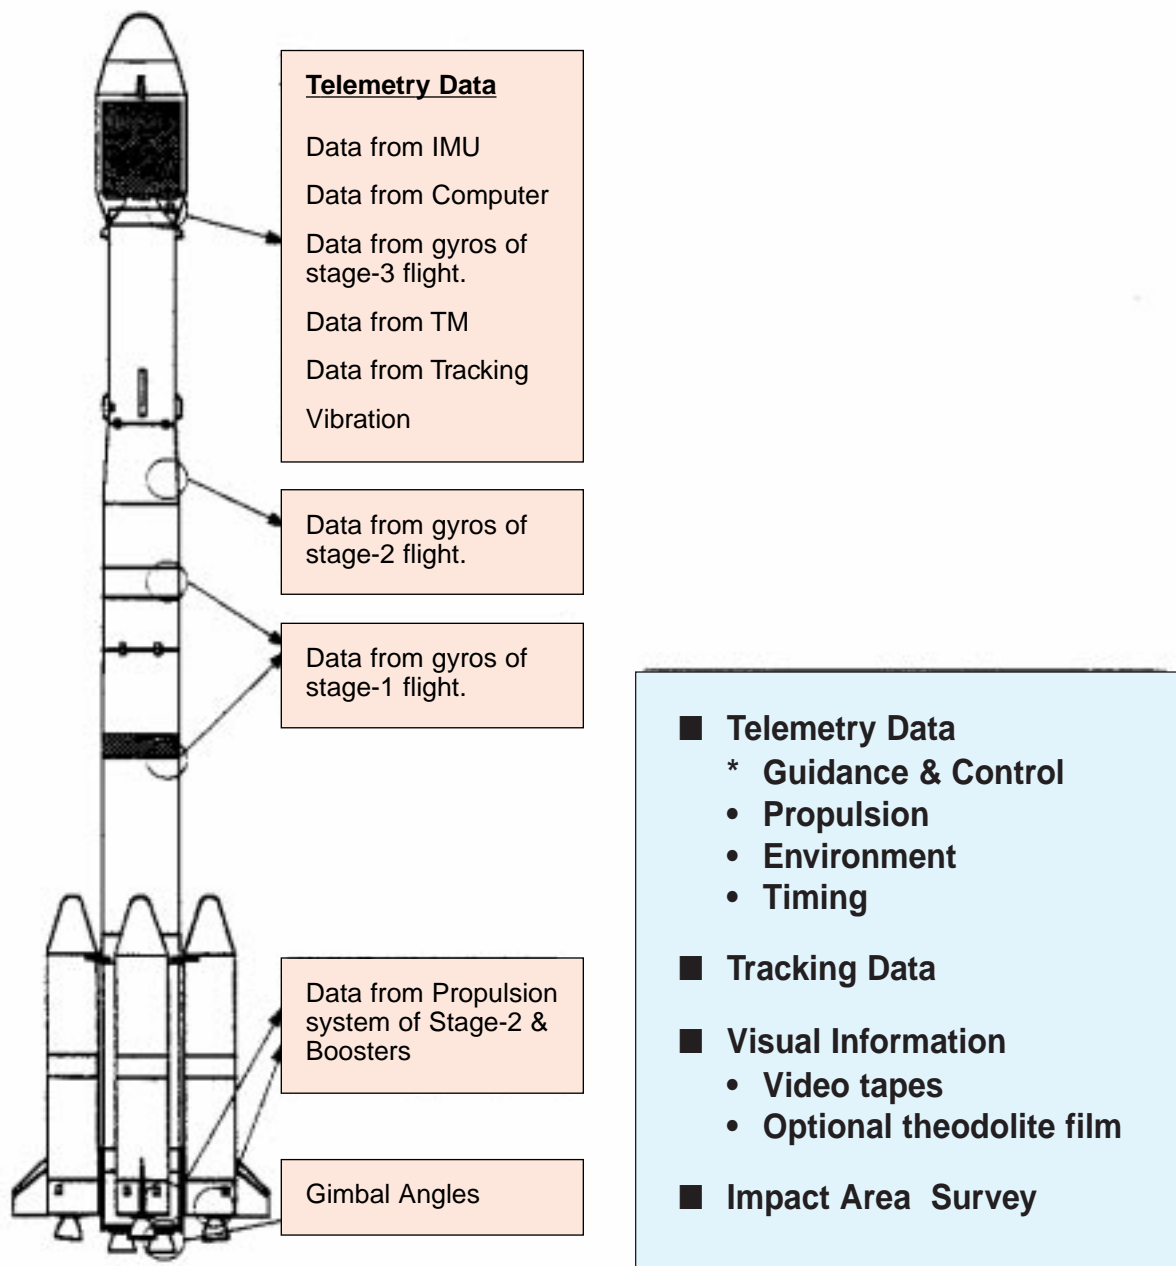 Telemetry Data
Data from IMU
Data from Computer
Data from gyros of
stage-3 flight.
Data from TM
Data from Tracking
Vibration
Data from gyros of
stage-2 flight.
Data from gyros of
stage-1 flight.
Data from Propulsion
system of Stage-2 &
Boosters
Gimbal Angles
■ Telemetry Data
* Guidance & Control
• Propulsion
• Environment
• Timing
■ Tracking Data
■ Visual Information
• Video tapes
• Optional theodolite film
■ Impact Area Survey